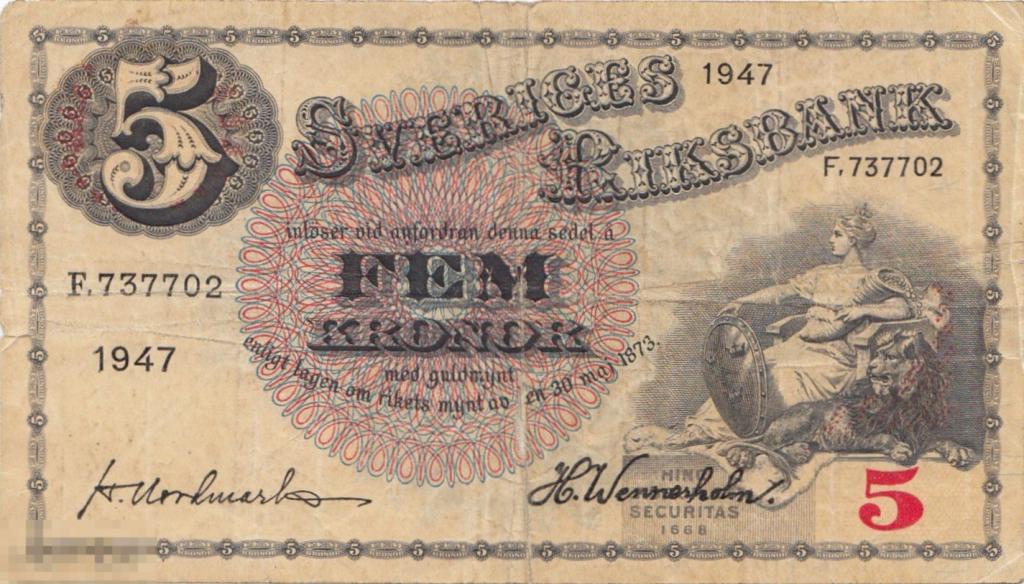 5
SVERIGES
RIKSBANK
1947
F. 737702
inlöser vid anfordran denna sedel å
FEM
KRONOR
med guldmynt
enligt lagen om rikets mynt av den 30 maj 1873.
F. 737702
1947
H. Nordmark
H. Wennerholm.
HINC
SECURITAS
1668
5